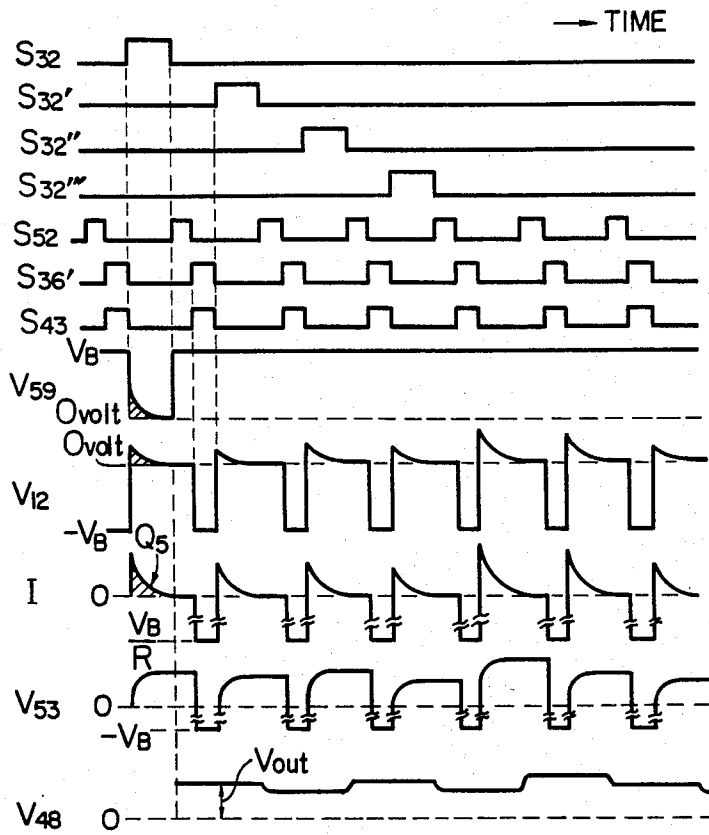 → TIME
S32
S32'
S32"
S32"'
S52
S36'
S43
VB
V59
0volt
0volt
V12
-VB
Q5
I
0
VB
R
V53
0
-VB
Vout
V48
0